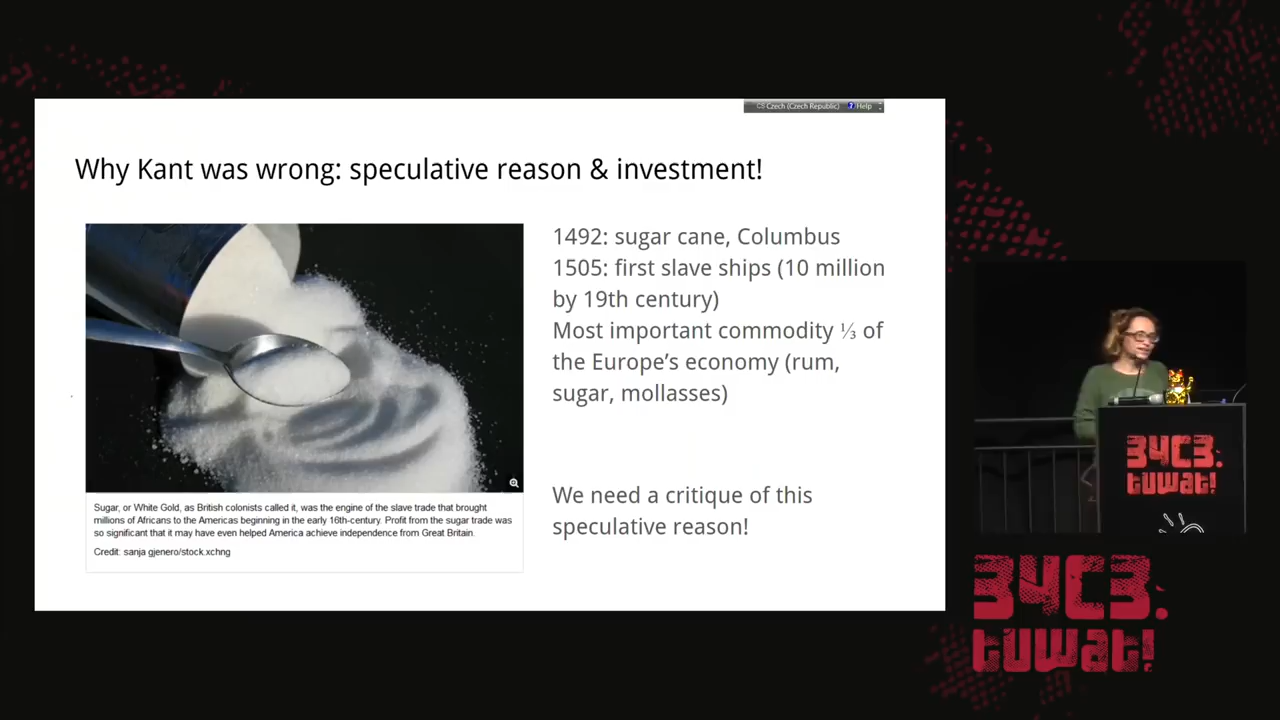 CS Czech (Czech Republic) Help
Why Kant was wrong: speculative reason & investment!
1492: sugar cane, Columbus
1505: first slave ships (10 million
by 19th century)
Most important commodity ⅓ of
the Europe's economy (rum,
sugar, mollasses)
We need a critique of this
speculative reason!
Sugar, or White Gold, as British colonists called it, was the engine of the slave trade that brought
millions of Africans to the Americas beginning in the early 16th-century. Profit from the sugar trade was
so significant that it may have even helped America achieve independence from Great Britain.
Credit: sanja gjenero/stock.xchng
34C3.
tuwat!
34C3.
tuwat!